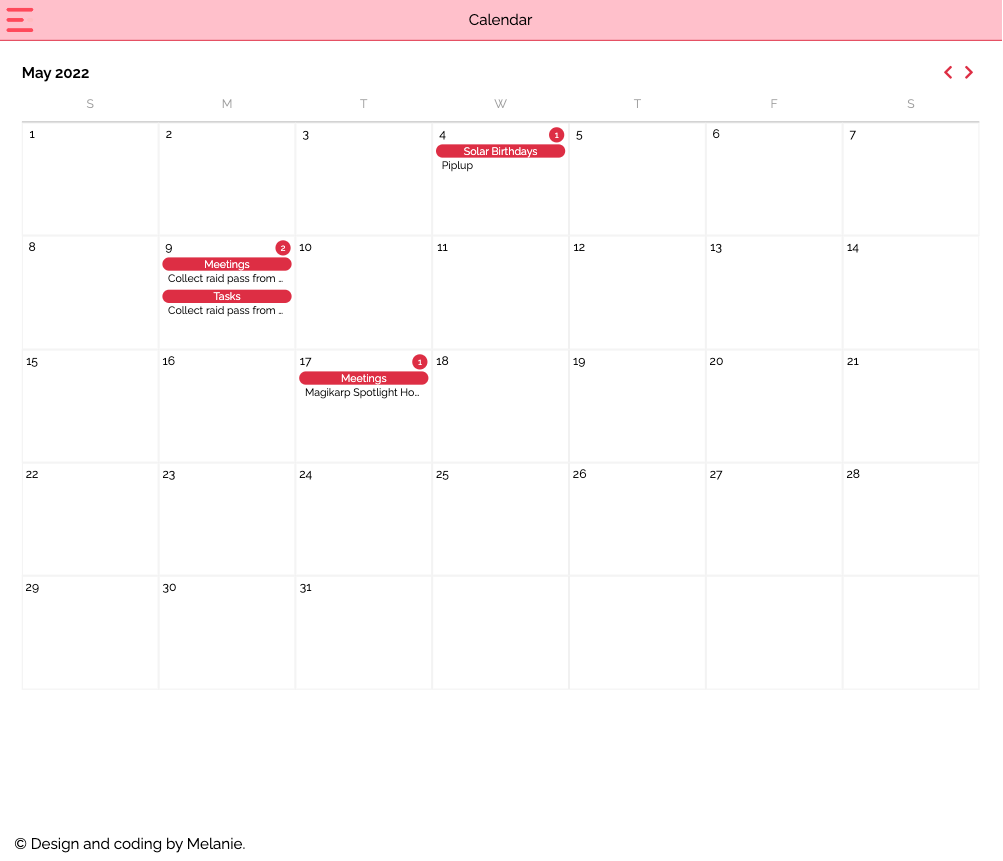 Calendar
May 2022
S M T W T F S
1 2 3 4 1 5 6 7
Solar Birthdays
Piplup
8 9 2 10 11 12 13 14
Meetings
Collect raid pass from ...
Tasks
Collect raid pass from ...
15 16 17 1 18 19 20 21
Meetings
Magikarp Spotlight Ho...
22 23 24 25 26 27 28
29 30 31
© Design and coding by Melanie.